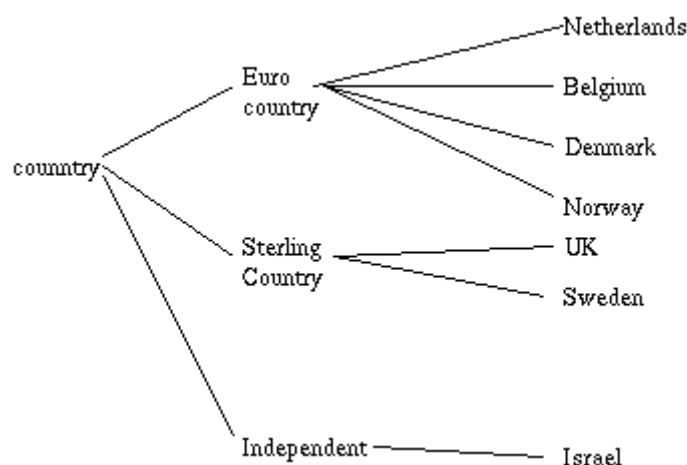 Netherlands
Euro
country
Belgium
Denmark
counntry
Norway
Sterling
Country
UK
Sweden
Independent
Israel